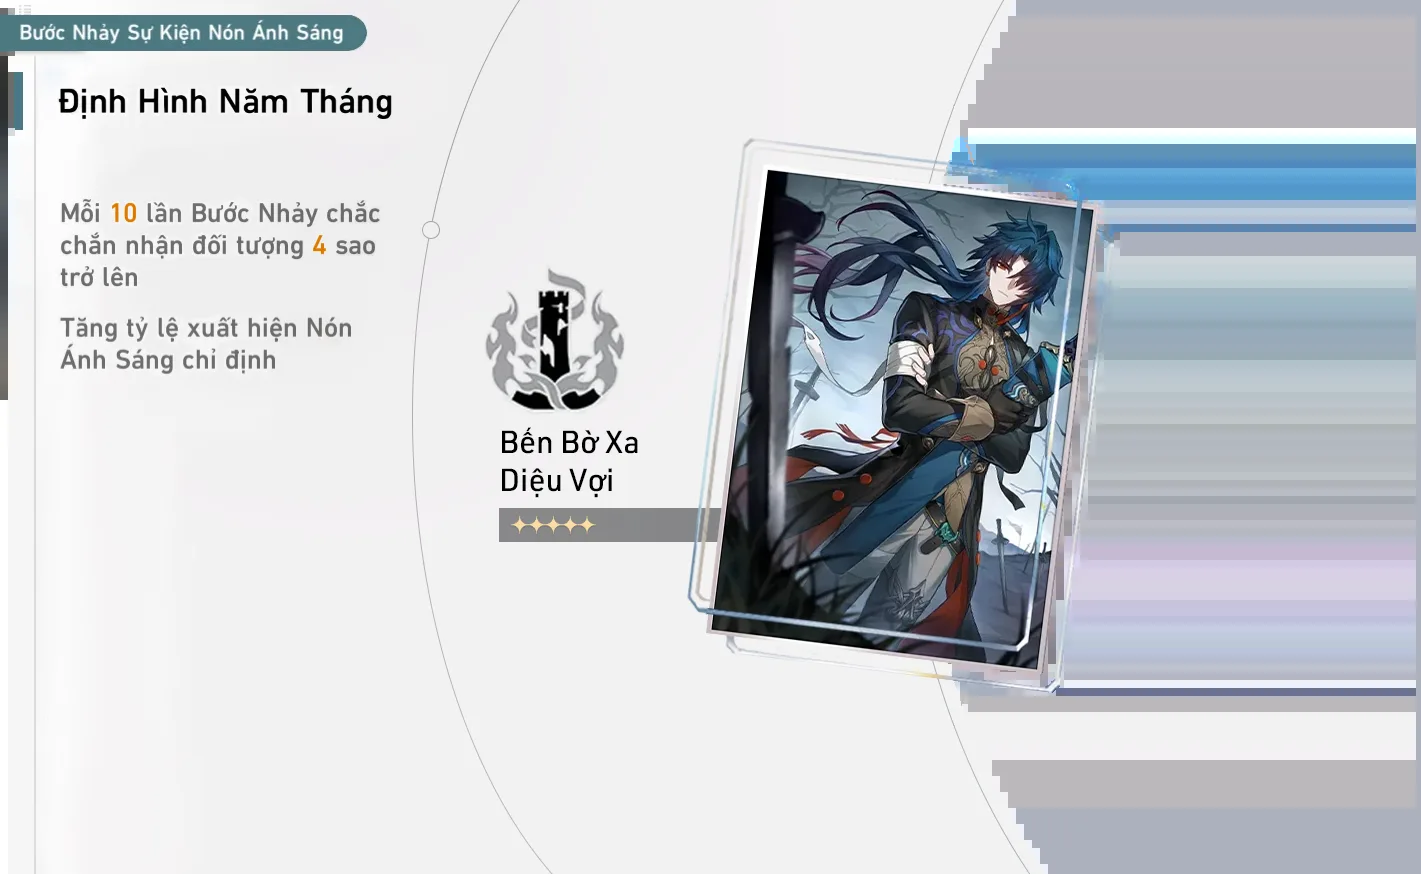 Bước Nhảy Sự Kiện Nón Ánh Sáng
Định Hình Năm Tháng
Mỗi 10 lần Bước Nhảy chắc
chắn nhận đối tượng 4 sao
trở lên
Tăng tỷ lệ xuất hiện Nón
Ánh Sáng chỉ định
Bến Bờ Xa
Diệu Vợi